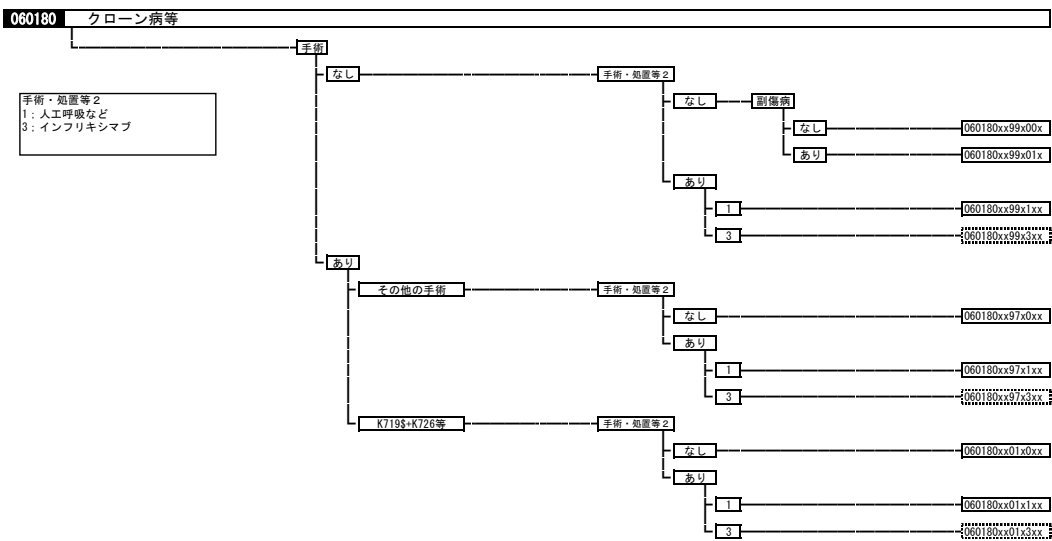 060180 クローン病等
手術
なし 手術・処置等２
手術・処置等２
1；人工呼吸など
3；インフリキシマブ
なし 副傷病
なし 060180xx99x00x
あり 060180xx99x01x
あり
1 060180xx99x1xx
3 060180xx99x3xx
あり
その他の手術 手術・処置等２
なし 060180xx97x0xx
あり
1 060180xx97x1xx
3 060180xx97x3xx
K719$+K726等 手術・処置等２
なし 060180xx01x0xx
あり
1 060180xx01x1xx
3 060180xx01x3xx